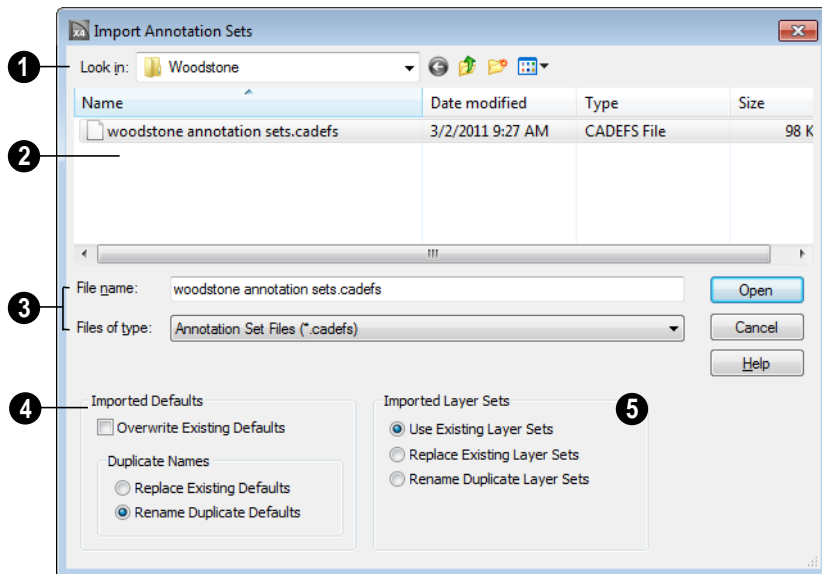 X4 Import Annotation Sets
1 Look in: Woodstone
Name Date modified Type Size
woodstone annotation sets.cadefs 3/2/2011 9:27 AM CADEFS File 98 K
2
3
File name: woodstone annotation sets.cadefs Open
Files of type: Annotation Set Files (*.cadefs) Cancel
Help
4 Imported Defaults Imported Layer Sets 5
Overwrite Existing Defaults Use Existing Layer Sets
Duplicate Names Replace Existing Layer Sets
Replace Existing Defaults Rename Duplicate Layer Sets
Rename Duplicate Defaults